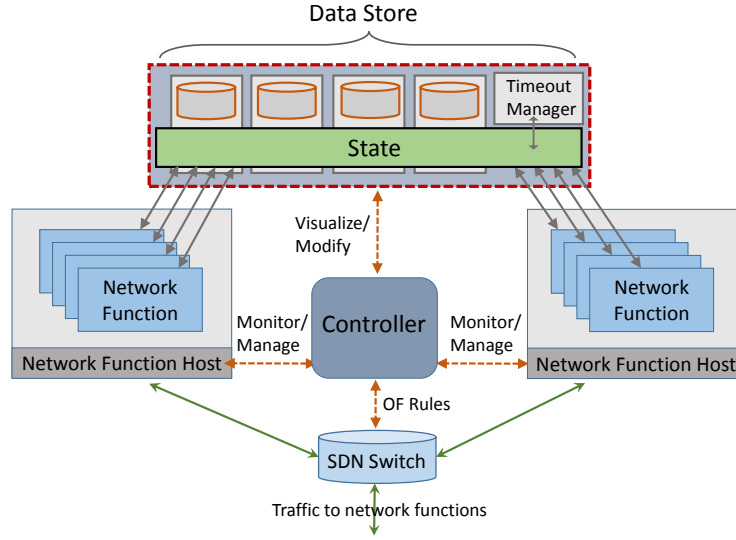 Data Store
Timeout
Manager
State
Visualize/
Modify
Network
Function
Network
Function
Controller
Monitor/
Manage
Monitor/
Manage
Network Function Host
Network Function Host
OF Rules
SDN Switch
Traffic to network functions